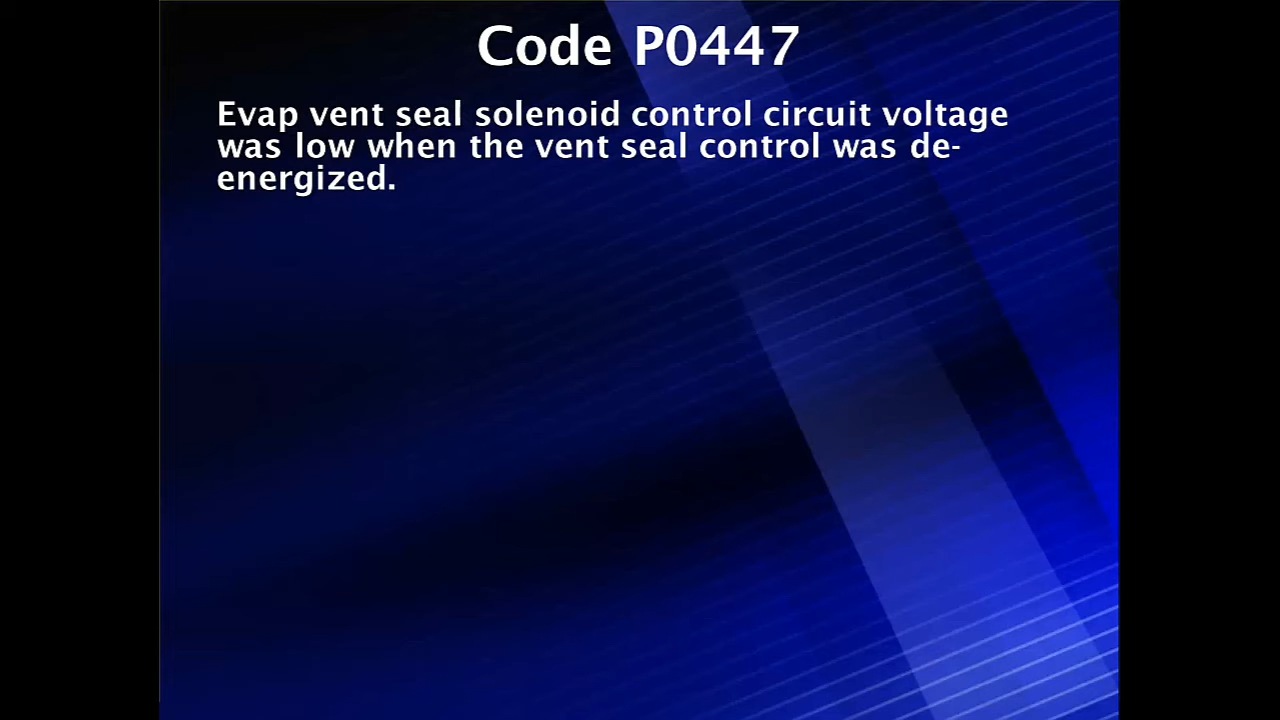 Code P0447
Evap vent seal solenoid control circuit voltage
was low when the vent seal control was de-
energized.